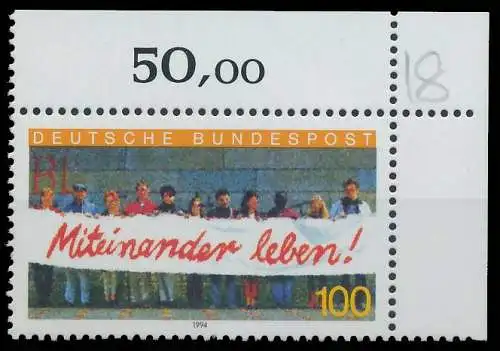 50,00
18
DEUTSCHE BUNDESPOST
Miteinander leben!
100
1994